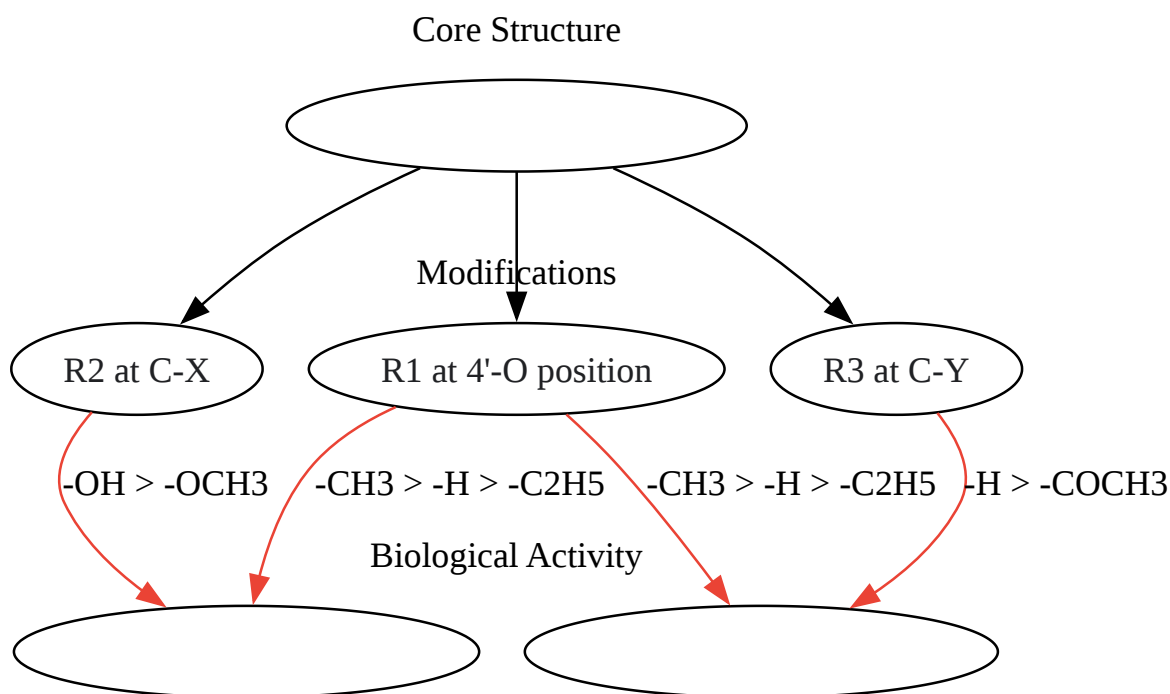 Core Structure
Modifications
R2 at C-X
R1 at 4'-O position
R3 at C-Y
-OH > -OCH3
-CH3 > -H > -C2H5
-CH3 > -H > -C2H5
-H > -COCH3
Biological Activity